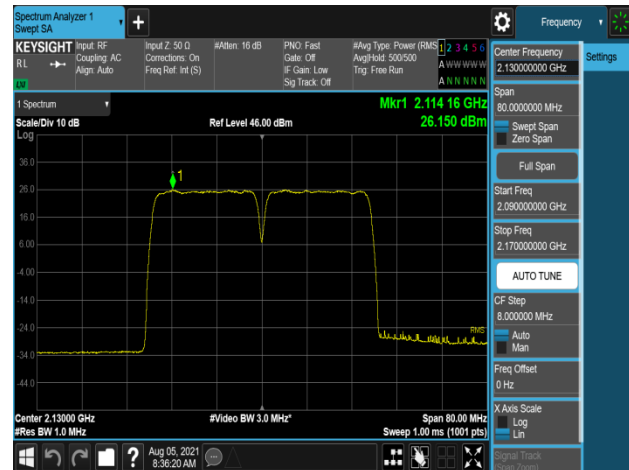 Spectrum Analyzer 1
Swept SA
Frequency
KEYSIGHT
RL
Input: RF
Coupling: AC
Align: Auto
Input Z: 50 Ω
Corrections: On
Freq Ref: Int (S)
#Atten: 16 dB
PNO: Fast
Gate: Off
IF Gain: Low
Sig Track: Off
#Avg Type: Power (RMS
Avg|Hold: 500/500
Trig: Free Run
1 2 3 4 5 6
A W W W W W
A N N N N N
LNI
1 Spectrum
Scale/Div 10 dB
Log
Ref Level 46.00 dBm
Mkr1 2.114 16 GHz
26.150 dBm
36.0
26.0
16.0
6.00
-4.00
-14.0
-24.0
-34.0
-44.0
1
RMS
Center 2.13000 GHz
#Res BW 1.0 MHz
#Video BW 3.0 MHz*
Span 80.00 MHz
Sweep 1.00 ms (1001 pts)
Aug 05, 2021
8:36:20 AM
?
Center Frequency
2.130000000 GHz
Span
80.0000000 MHz
Swept Span
Zero Span
Full Span
Start Freq
2.090000000 GHz
Stop Freq
2.170000000 GHz
AUTO TUNE
CF Step
8.000000 MHz
Auto
Man
Freq Offset
0 Hz
X Axis Scale
Log
Lin
Signal Track
(Span Zoom)
Settings